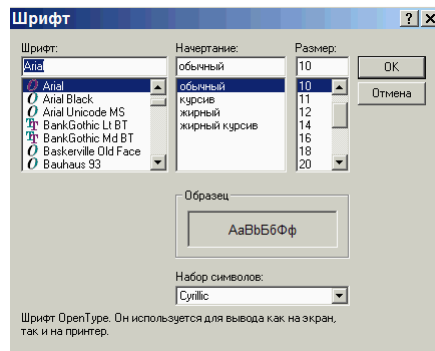 Шрифт
Шрифт:
Arial
Arial
Arial Black
Arial Unicode MS
BankGothic Lt BT
BankGothic Md BT
Baskerville Old Face
Bauhaus 93
Начертание:
обычный
обычный
курсив
жирный
жирный курсив
Размер:
10
10
11
12
14
16
18
20
OK
Отмена
Образец
АаBbБбФф
Набор символов:
Cyrillic
Шрифт OpenType. Он используется для вывода как на экран,
так и на принтер.